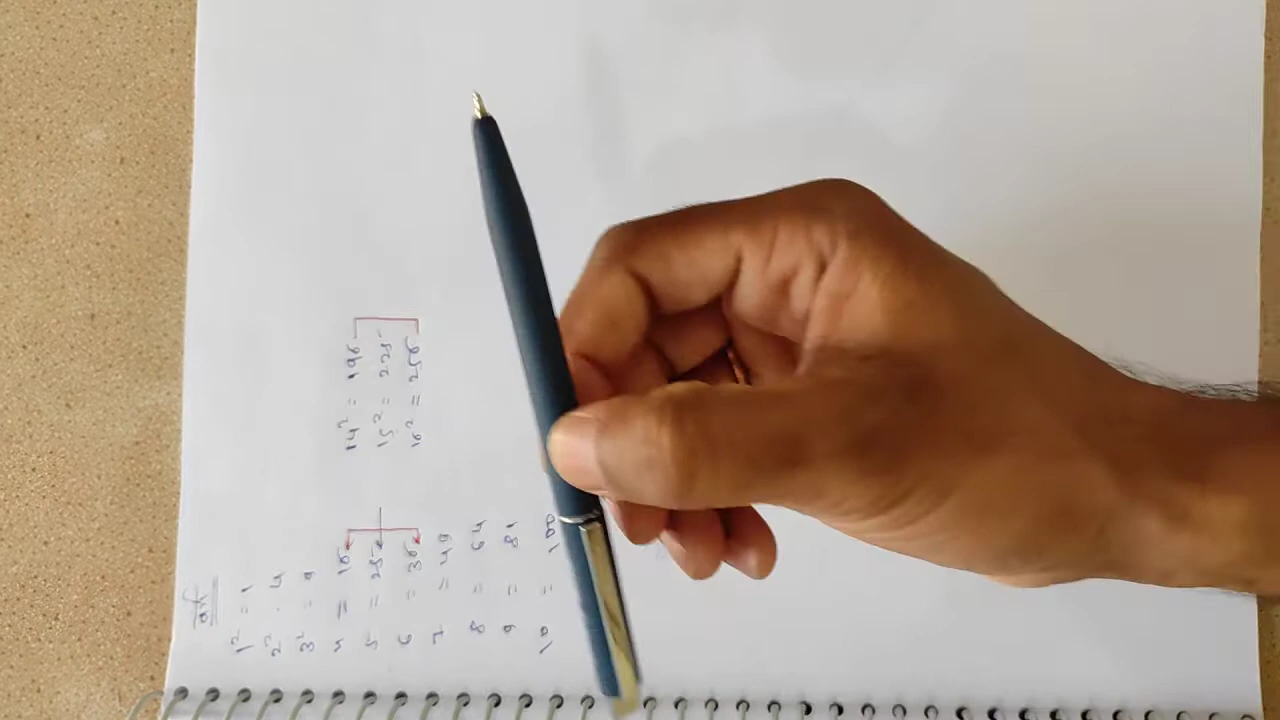 1² = 1
2² . 4
3² = 9
4 = 16
5 = 25
6 = 36
7 = 49
8 = 64
9 = 81
10 = 100
14² = 196
15² = 225
16² = 256